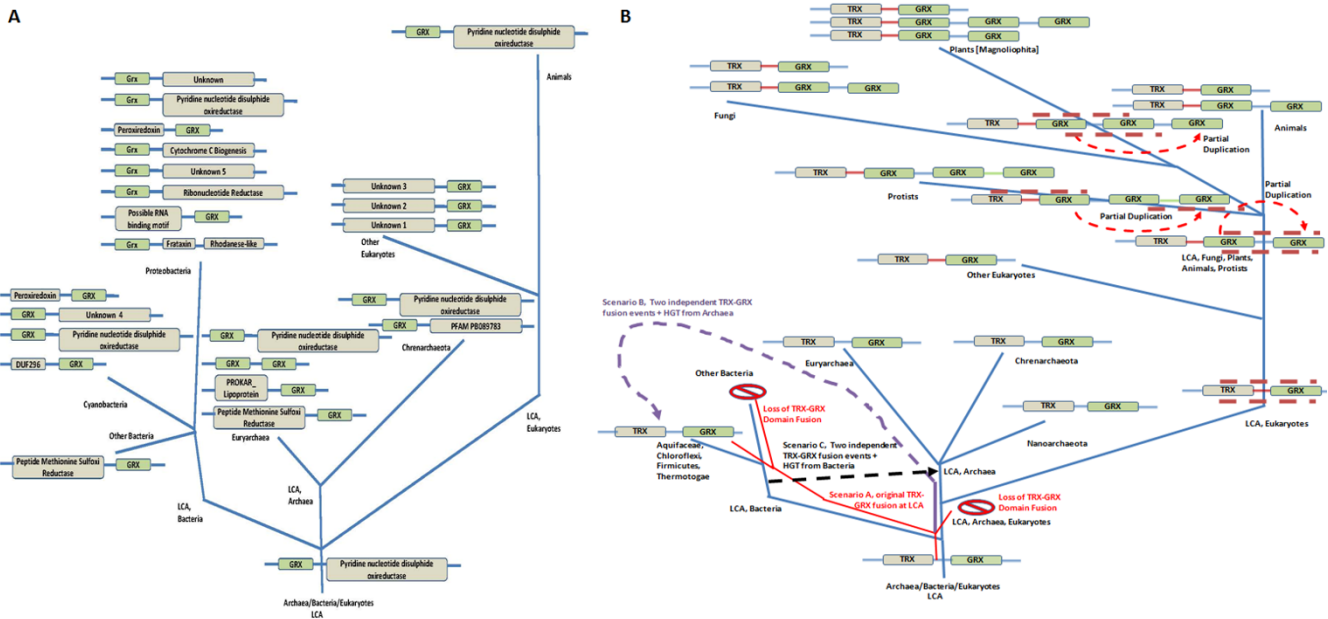 A
GRX
Pyridine nucleotide disulphide
oxireductase
Animals
Grx
Unknown
Grx
Pyridine nucleotide disulphide
oxireductase
Peroxiredoxin
GRX
Grx
Cytochrome C Biogenesis
Grx
Unknown 5
Grx
Ribonucleotide Reductase
Possible RNA
binding motif
GRX
Grx
Frataxin
Rhodanese-like
Proteobacteria
Unknown 3
GRX
Unknown 2
GRX
Unknown 1
GRX
Other
Eukaryotes
Peroxiredoxin
GRX
GRX
Unknown 4
GRX
Pyridine nucleotide disulphide
oxireductase
DUF296
GRX
Cyanobacteria
Other Bacteria
Peptide Methionine Sulfoxi
Reductase
GRX
LCA,
Bacteria
GRX
Pyridine nucleotide disulphide
oxireductase
GRX
GRX
PROKAR_
Lipoprotein
GRX
Peptide Methionine Sulfoxi
Reductase
GRX
Euryarchaea
GRX
Pyridine nucleotide disulphide
oxireductase
GRX
PFAM PB089783
Chrenarchaeota
LCA,
Archaea
LCA,
Eukaryotes
GRX
Pyridine nucleotide disulphide
oxireductase
Archaea/Bacteria/Eukaryotes
LCA
B
TRX
GRX
TRX
GRX
GRX
GRX
TRX
GRX
GRX
Plants [Magnoliophita]
TRX
GRX
TRX
GRX
GRX
Fungi
TRX
GRX
GRX
GRX
Partial
Duplication
TRX
GRX
TRX
GRX
GRX
Animals
TRX
GRX
GRX
GRX
Protists
TRX
GRX
GRX
GRX
Partial Duplication
Partial
Duplication
TRX
GRX
GRX
LCA, Fungi, Plants,
Animals, Protists
TRX
GRX
Other Eukaryotes
Scenario B, Two independent TRX-GRX
fusion events + HGT from Archaea
TRX
GRX
Euryarchaea
TRX
GRX
Chrenarchaeota
TRX
GRX
Nanoarchaeota
TRX
GRX
LCA, Eukaryotes
Other Bacteria
Loss of TRX-GRX
Domain Fusion
TRX
GRX
Aquifaceae,
Chloroflexi,
Firmicutes,
Thermotogae
Scenario C, Two independent
TRX-GRX fusion events +
HGT from Bacteria
LCA, Archaea
LCA, Bacteria
Scenario A, original TRX-
GRX fusion at LCA
Loss of TRX-GRX
Domain Fusion
LCA, Archaea, Eukaryotes
TRX
GRX
Archaea/Bacteria/Eukaryotes
LCA